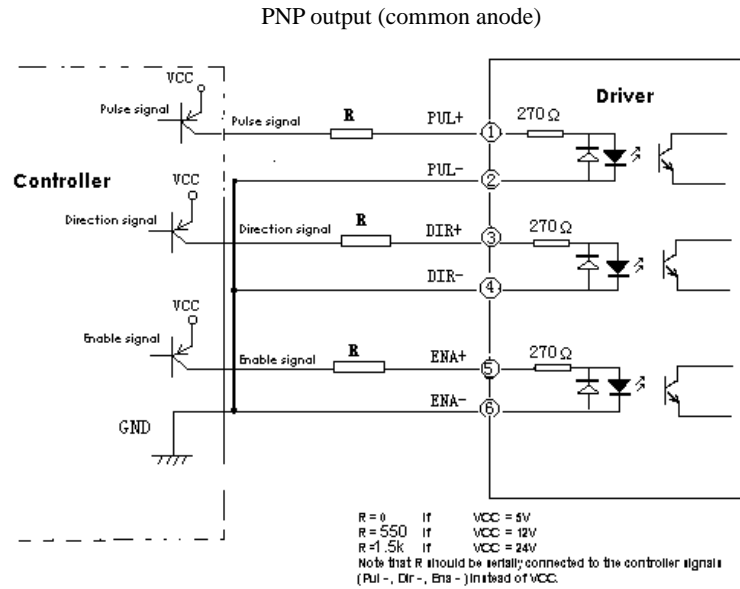 PNP output (common anode)
VCC
Pulse signal
Pulse signal
R
PUL+
1
270Ω
Driver
PUL-
2
Controller
VCC
Direction signal
Direction signal
R
DIR+
3
270Ω
DIR-
4
VCC
Enable signal
Enable signal
R
ENA+
5
270Ω
ENA-
6
GND
R = 0 If VCC = 5V
R = 550 If VCC = 12V
R =1.5k If VCC = 24V
Note that R should be serially connected to the controller signals
(Pul -, Dir -, Ena - ) instead of VCC.